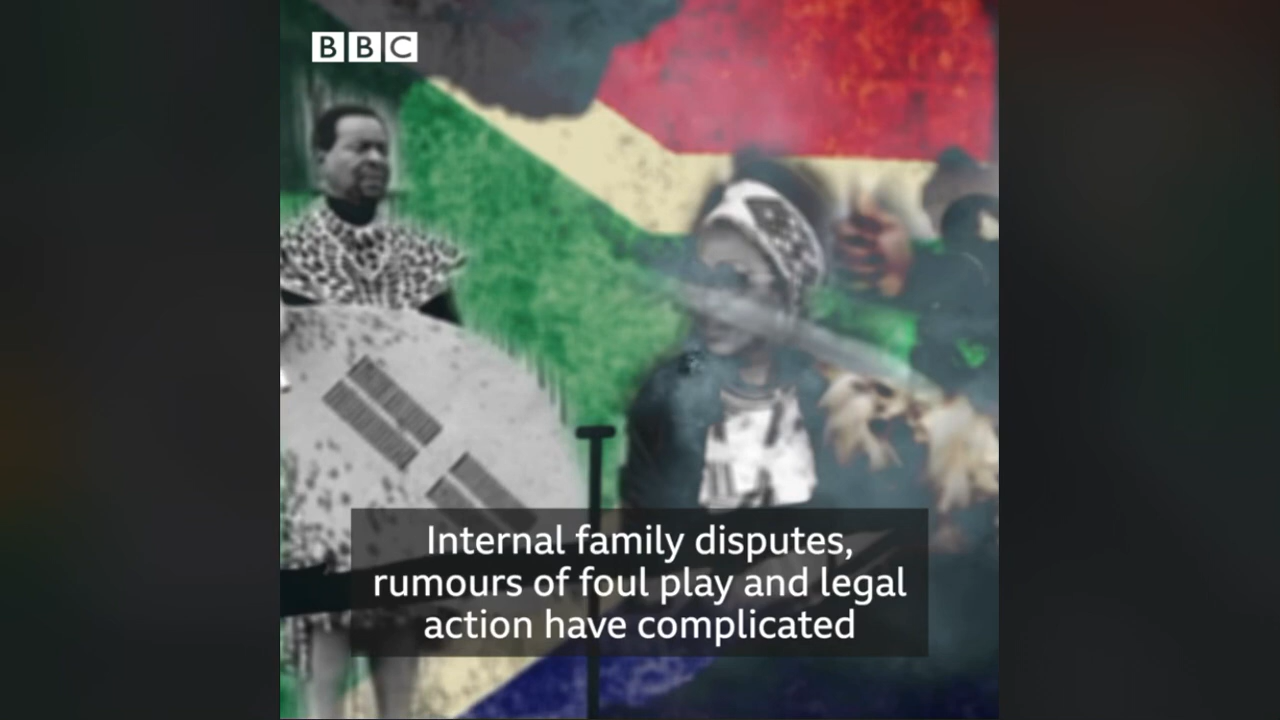 BBC
Internal family disputes,
rumours of foul play and legal
action have complicated